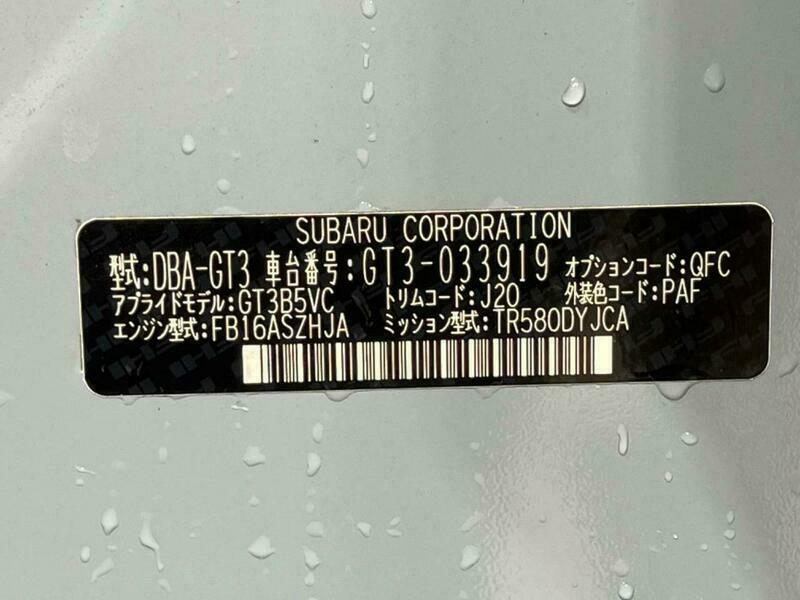 SUBARU CORPORATION
型式:DBA-GT3 車台番号:GT3-033919 オプションコード:QFC
アプライドモデル:GT3B5VC トリムコード:J20 外装色コード:PAF
エンジン型式:FB16ASZHJA ミッション型式:TR580DYJCA